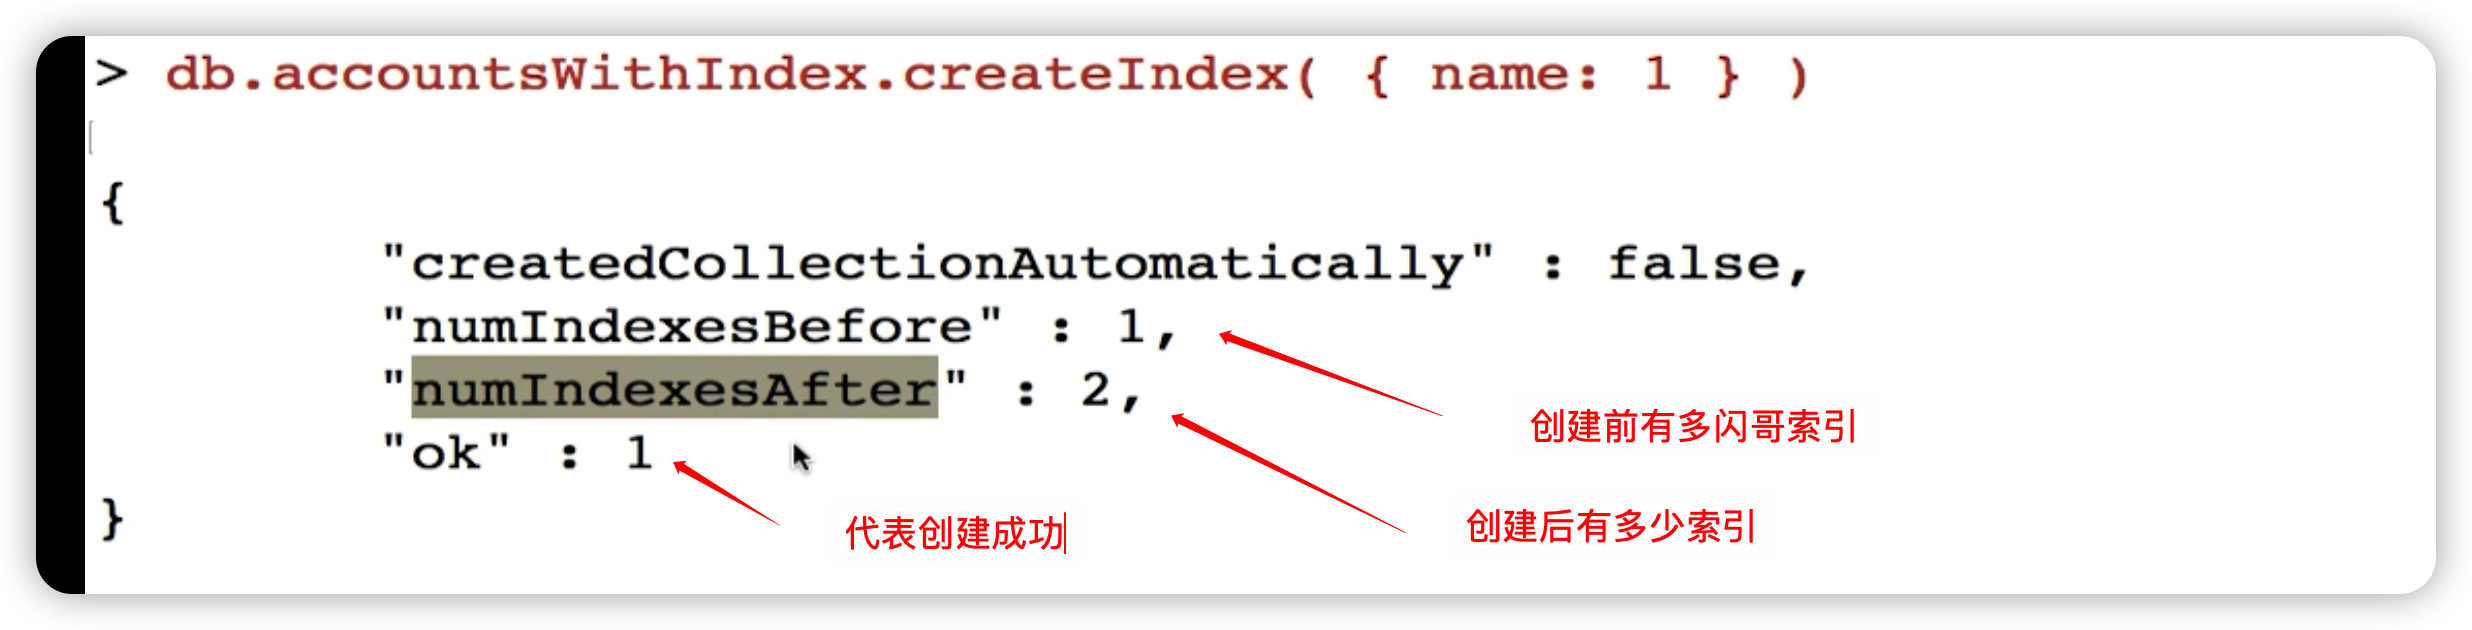 > db.accountsWithIndex.createIndex( { name: 1 } )
{
"createdCollectionAutomatically" : false,
"numIndexesBefore" : 1,
"numIndexesAfter" : 2,
创建前有多闪哥索引
"ok" : 1
}
代表创建成功
创建后有多少索引